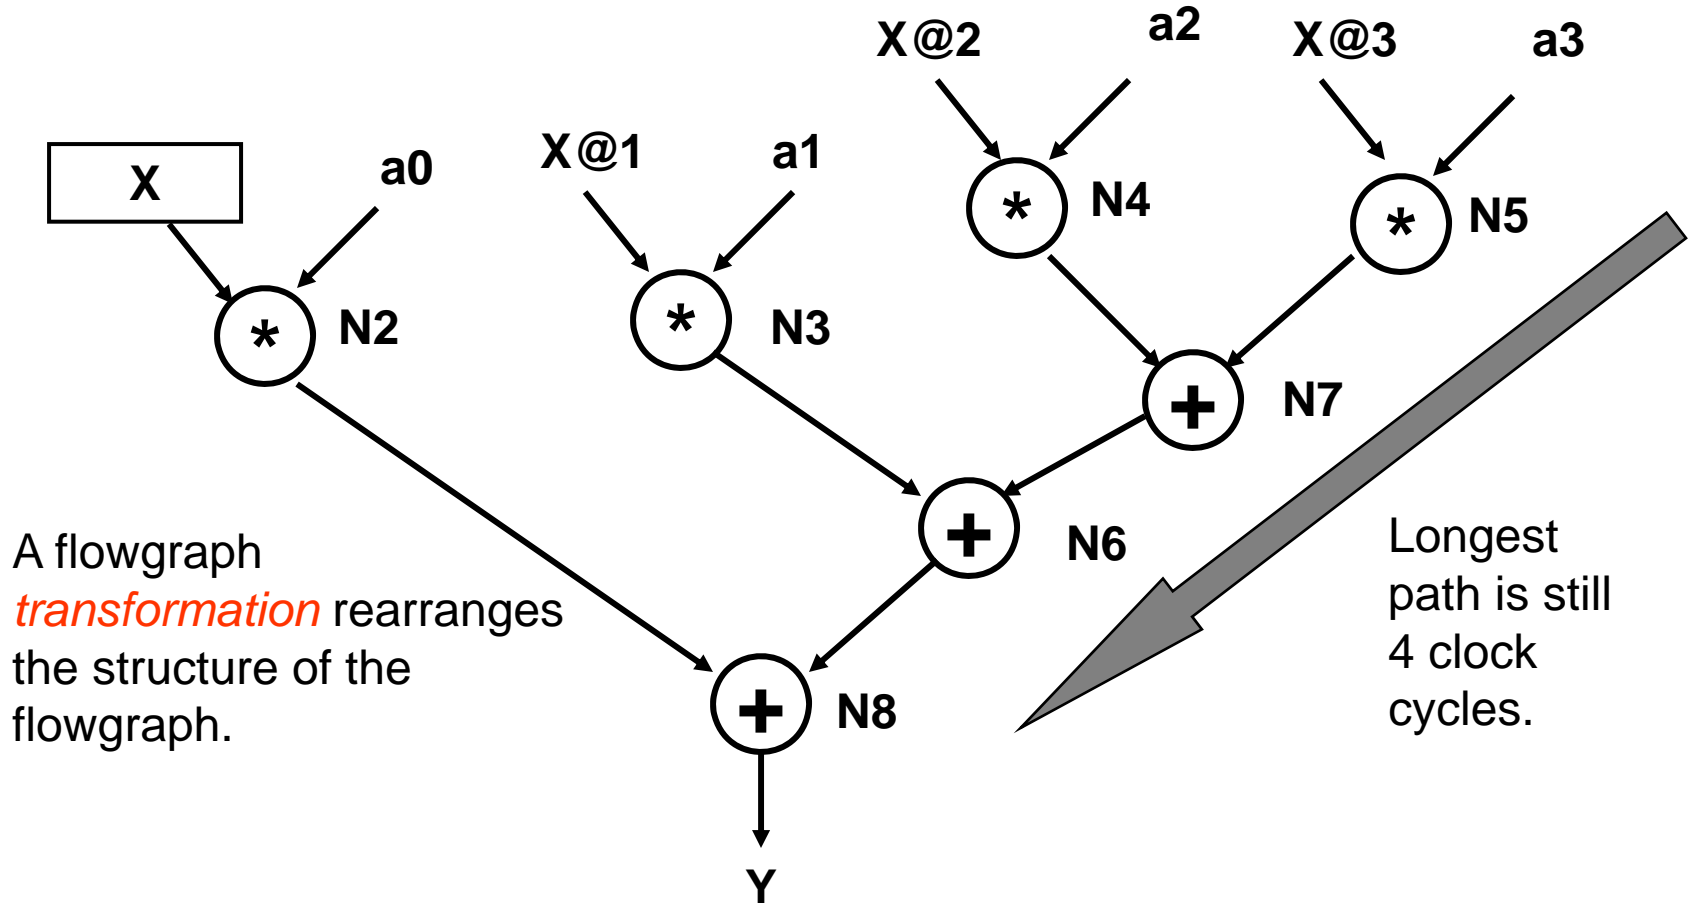 X@2
a2
X@3
a3
X
a0
X@1
a1
*
N4
*
N5
*
N2
*
N3
+
N7
+
N6
A flowgraph
transformation rearranges
the structure of the
flowgraph.
Longest
path is still
4 clock
cycles.
+
N8
Y